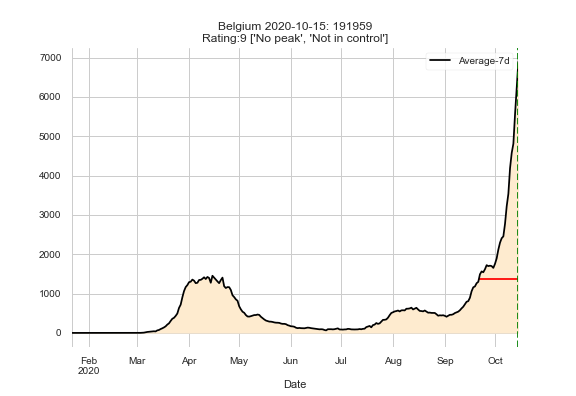 Belgium 2020-10-15: 191959
Rating:9 ['No peak', 'Not in control']
Average-7d
7000
6000
5000
4000
3000
2000
1000
0
Feb Mar Apr May Jun Jul Aug Sep Oct
2020
Date